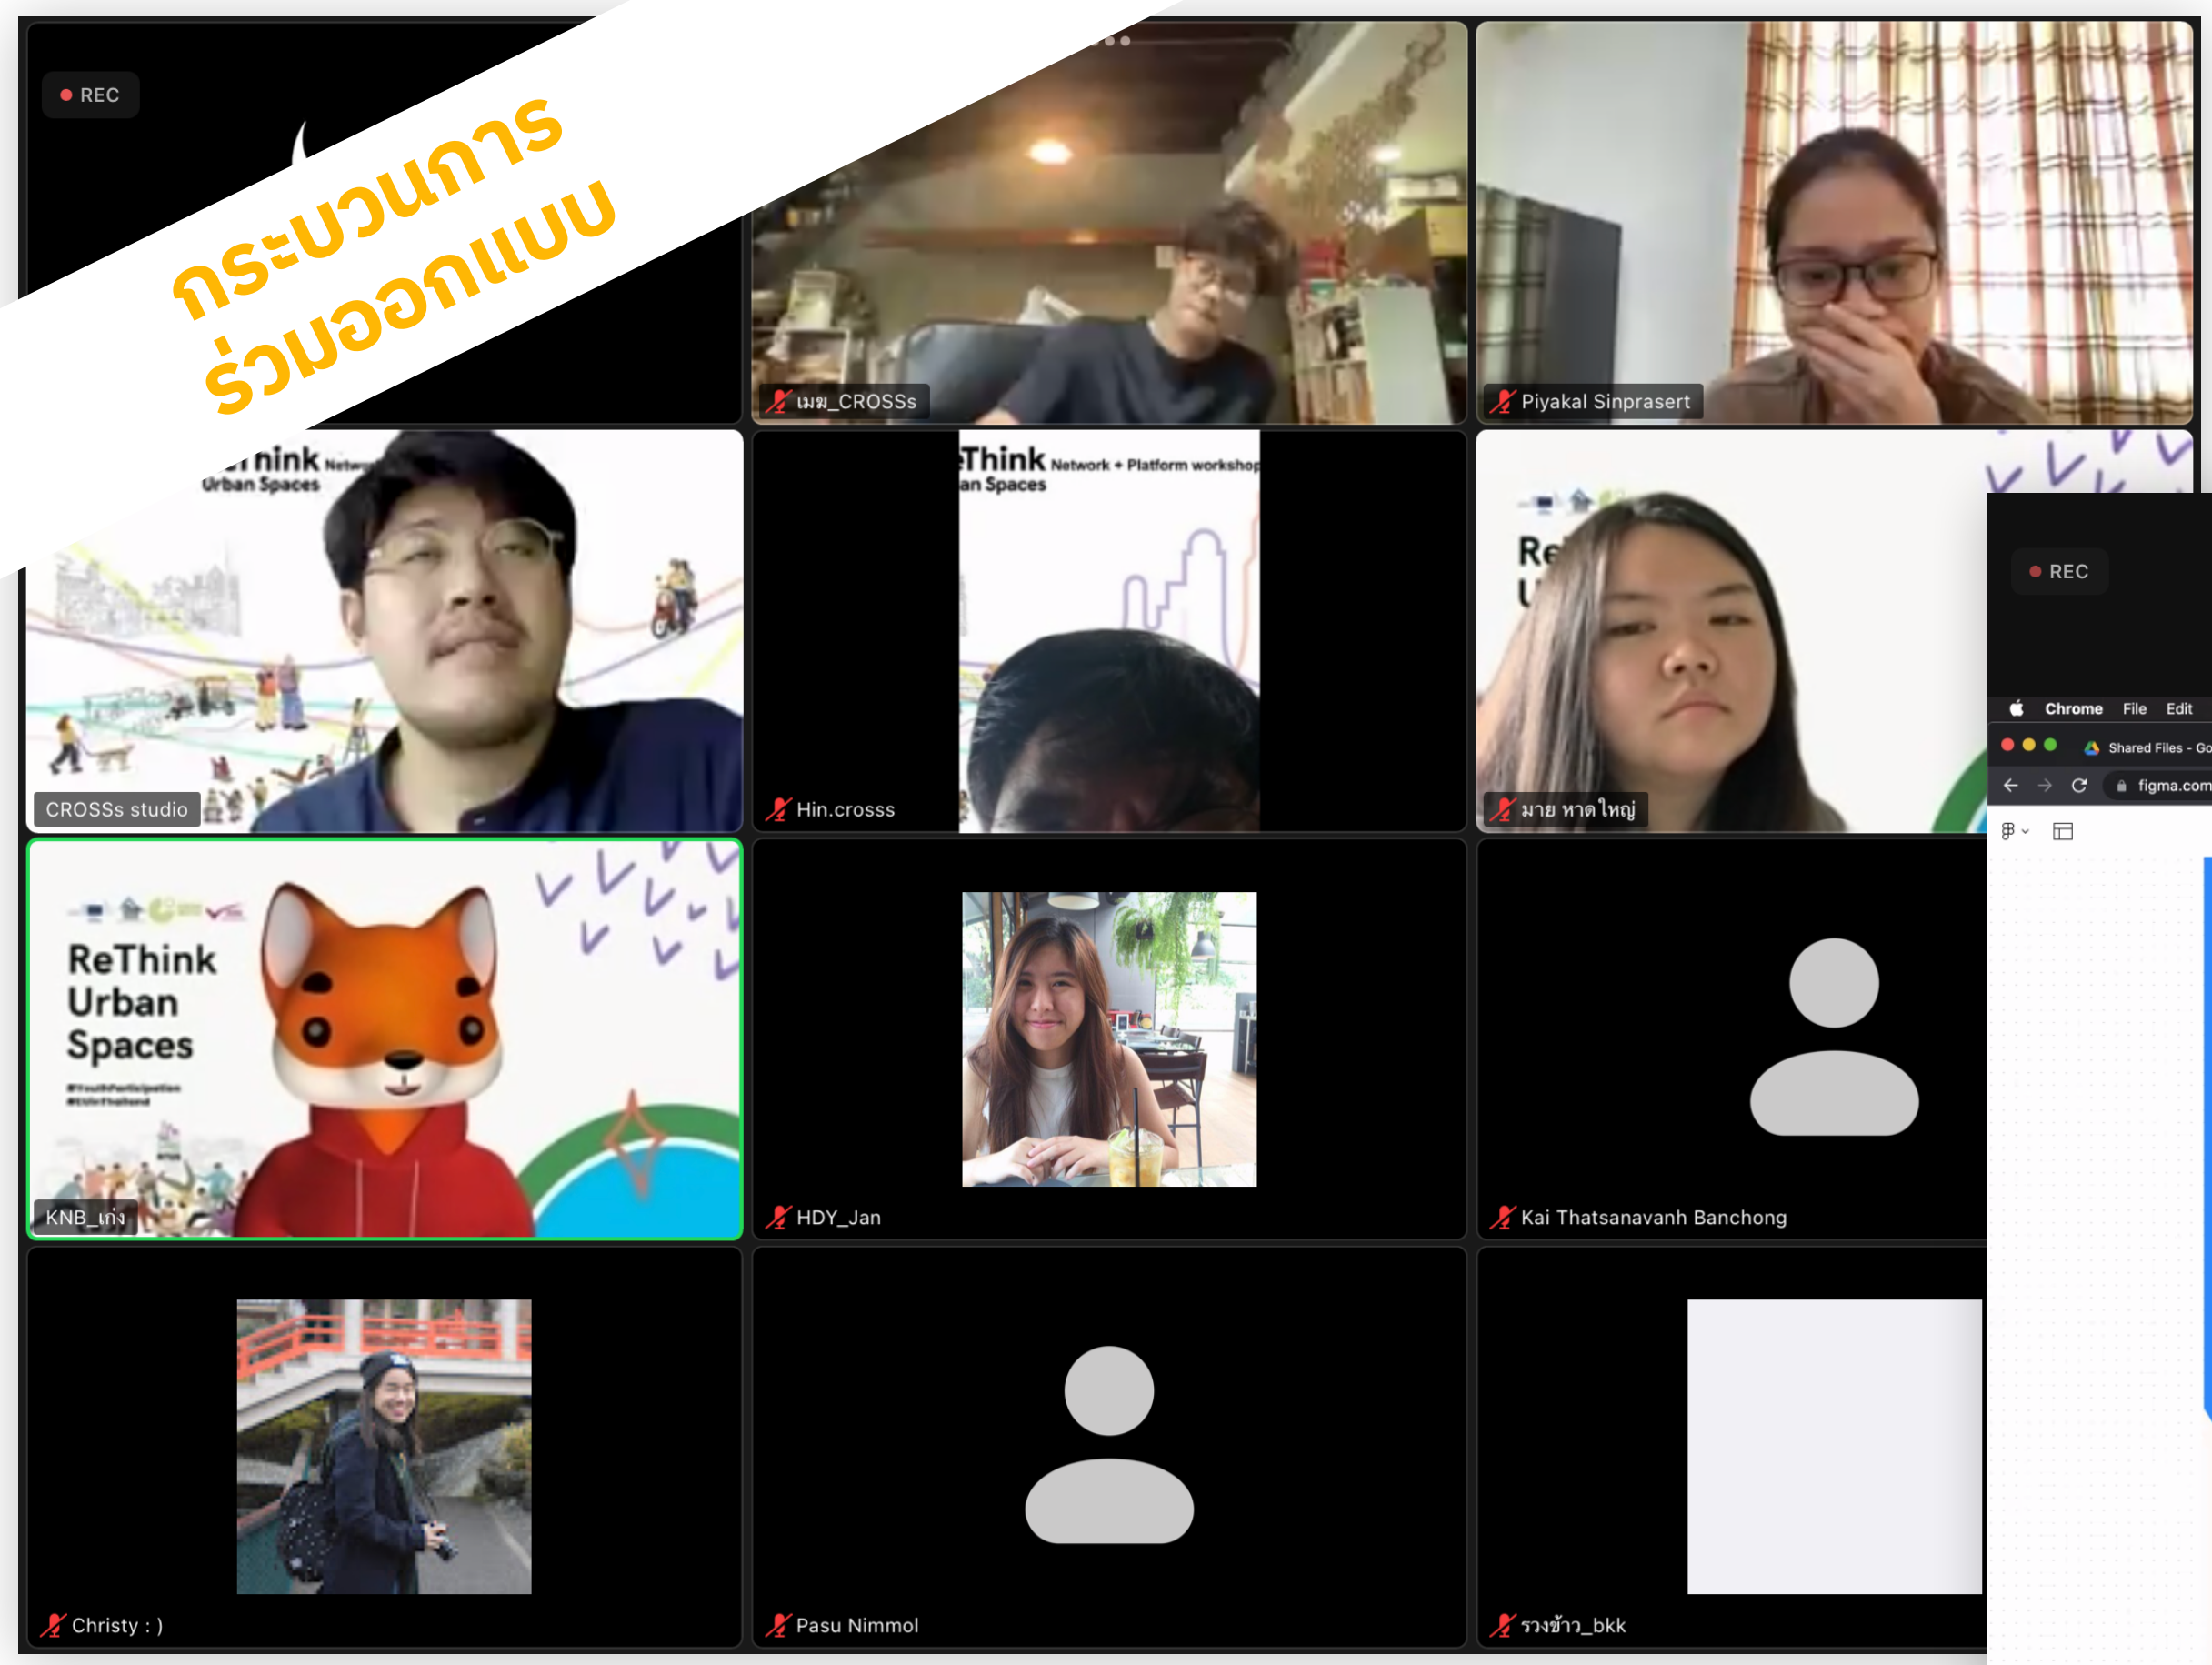 กระบวนการ
ร่วมออกแบบ
REC
เมฆ_CROSSs
Piyakal Sinprasert
Think
Urban Spaces
CROSSs studio
Think Network + Platform workshop
an Spaces
Hin.crosss
Re
U
มาย หาดใหญ่
REC
Chrome File Edit
Shared Files - Go
figma.com
ReThink
Urban
Spaces
#YouthParticipation
#EUinThailand
KNB_เก่ง
HDY_Jan
Kai Thatsanavanh Banchong
Christy : )
Pasu Nimmol
รวงข้าว_bkk